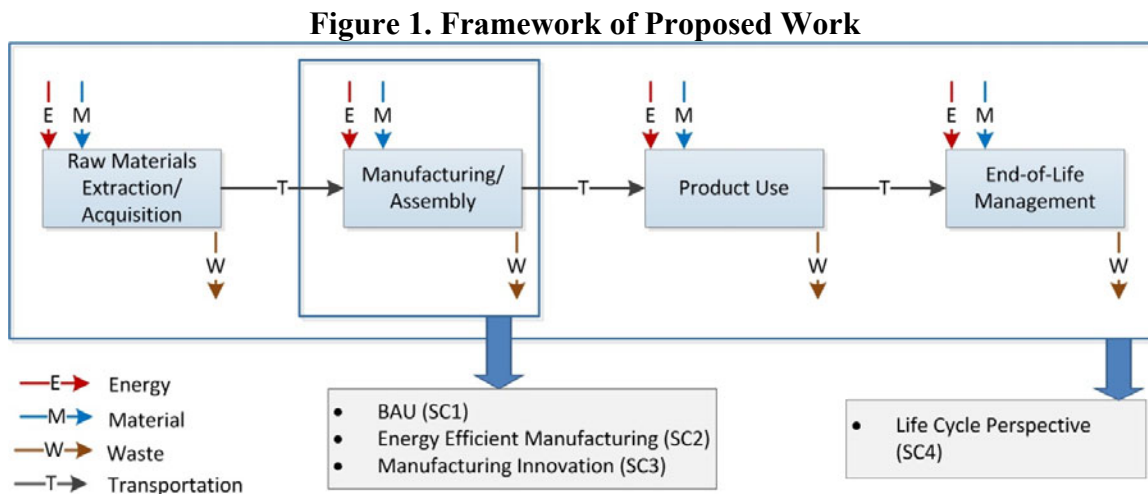 Figure 1. Framework of Proposed Work
E M
E M
E M
E M
Raw Materials
Extraction/
Acquisition
T
Manufacturing/
Assembly
T
Product Use
T
End-of-Life
Management
W
W
W
W
E Energy
M Material
W Waste
T Transportation
• BAU (SC1)
• Energy Efficient Manufacturing (SC2)
• Manufacturing Innovation (SC3)
• Life Cycle Perspective
(SC4)